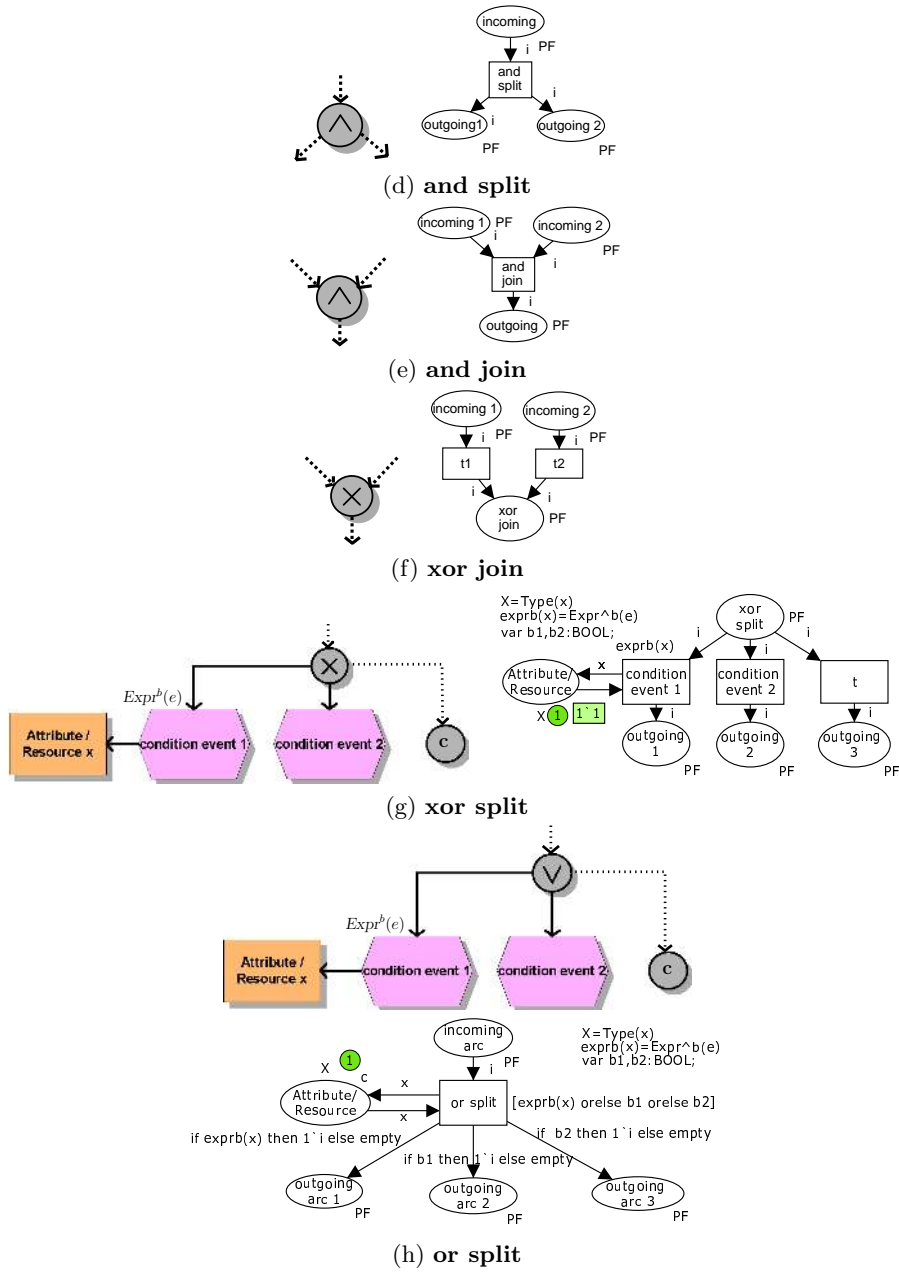 incoming
PF
i
and
split
i
outgoing1
i
outgoing 2
PF
PF
(d) and split
incoming 1
PF
incoming 2
i
PF
and
join
i
i
outgoing
PF
(e) and join
incoming 1
incoming 2
i
PF
i
PF
t1
t2
i
i
xor
join
PF
(f) xor join
X=Type(x)
exprb(x)=Expr^b(e)
var b1,b2:BOOL;
xor
split
PF
i
i
i
exprb(x)
x
Attribute/
Resource
condition
event 1
condition
event 2
t
X
1
1`1
i
i
i
outgoing
1
outgoing
2
outgoing
3
PF
PF
PF
Expr^b(e)
Attribute /
Resource x
condition event 1
condition event 2
c
(g) xor split
Expr^b(e)
Attribute /
Resource x
condition event 1
condition event 2
c
incoming
arc
PF
i
X=Type(x)
exprb(x)=Expr^b(e)
var b1,b2:BOOL;
X
1
c
x
Attribute/
Resource
x
or split
[exprb(x) orelse b1 orelse b2]
if exprb(x) then 1`i else empty
if b2 then 1`i else empty
if b1 then 1`i else empty
outgoing
arc 1
outgoing
arc 2
outgoing
arc 3
PF
PF
PF
(h) or split